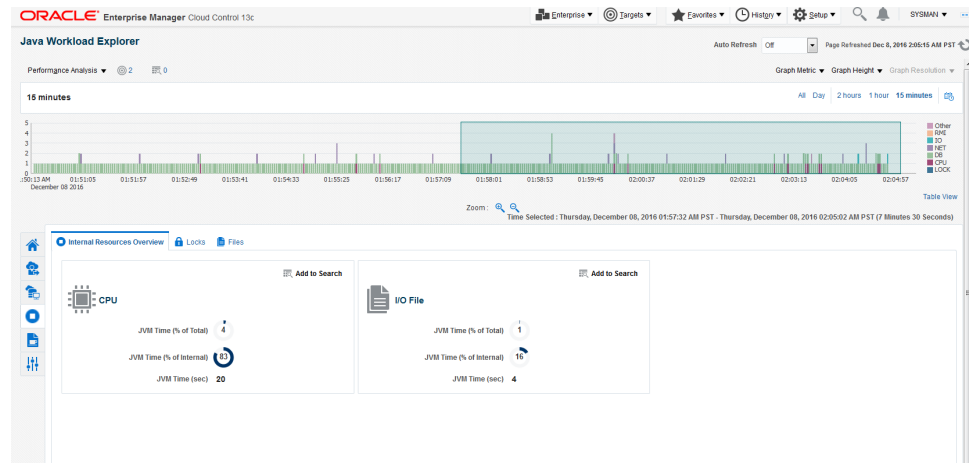 ORACLE Enterprise Manager Cloud Control 13c Enterprise Targets Favorites History Setup SYSMAN
Java Workload Explorer
Auto Refresh Off Page Refreshed Dec 8, 2016 2:05:15 AM PST
Performance Analysis 2 0 Graph Metric Graph Height Graph Resolution
15 minutes All Day 2 hours 1 hour 15 minutes
5
4
3
2
1
0
Other
RMI
IO
NET
DB
CPU
LOCK
:50:13 AM 01:51:05 01:51:57 01:52:49 01:53:41 01:54:33 01:55:25 01:56:17 01:57:09 01:58:01 01:58:53 01:59:45 02:00:37 02:01:29 02:02:21 02:03:13 02:04:05 02:04:57
December 08 2016
Table View
Zoom:
Time Selected : Thursday, December 08, 2016 01:57:32 AM PST - Thursday, December 08, 2016 02:05:02 AM PST (7 Minutes 30 Seconds)
Internal Resources Overview Locks Files
Add to Search
CPU
JVM Time (% of Total) 4
JVM Time (% of Internal) 83
JVM Time (sec) 20
Add to Search
I/O File
JVM Time (% of Total) 1
JVM Time (% of Internal) 16
JVM Time (sec) 4